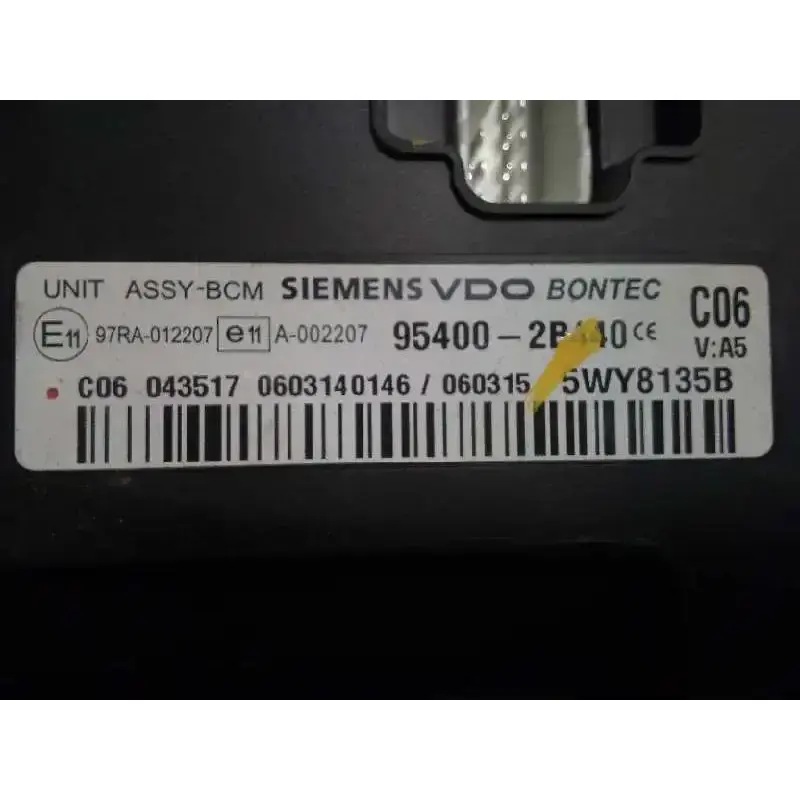 UNIT ASSY-BCM SIEMENS VDO BONTEC C06
E11 97RA-012207 e11 A-002207 95400-2B440 CE V:A5
C06 043517 0603140146 / 060315 5WY8135B